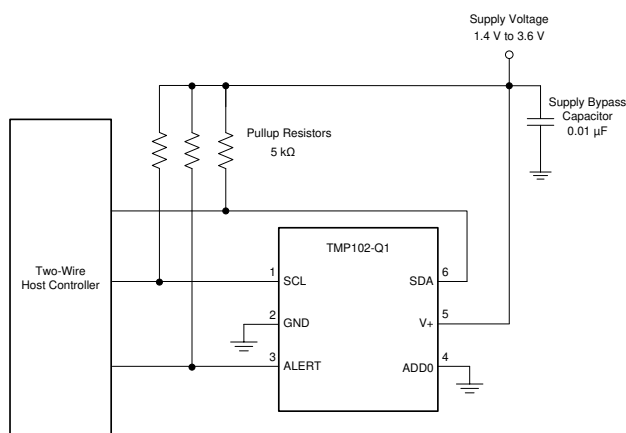 Supply Voltage
1.4 V to 3.6 V
Supply Bypass
Capacitor
0.01 µF
Pullup Resistors
5 kΩ
TMP102-Q1
Two-Wire
Host Controller
1
SCL
SDA
6
2
GND
V+
5
3
ALERT
ADD0
4